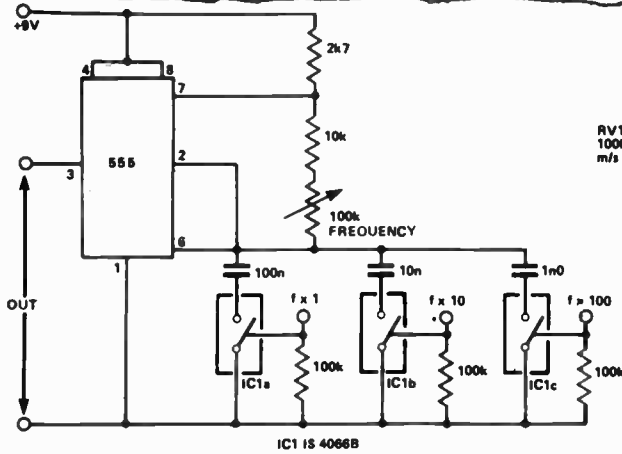 +9V
2k7
4
8
7
10k
RV1
100
m/s
555
2
3
100k
FREQUENCY
6
1
100n
10n
1n0
OUT
f x 1
f x 10
f x 100
100k
100k
100k
IC1a
IC1b
IC1c
IC1 IS 4066B